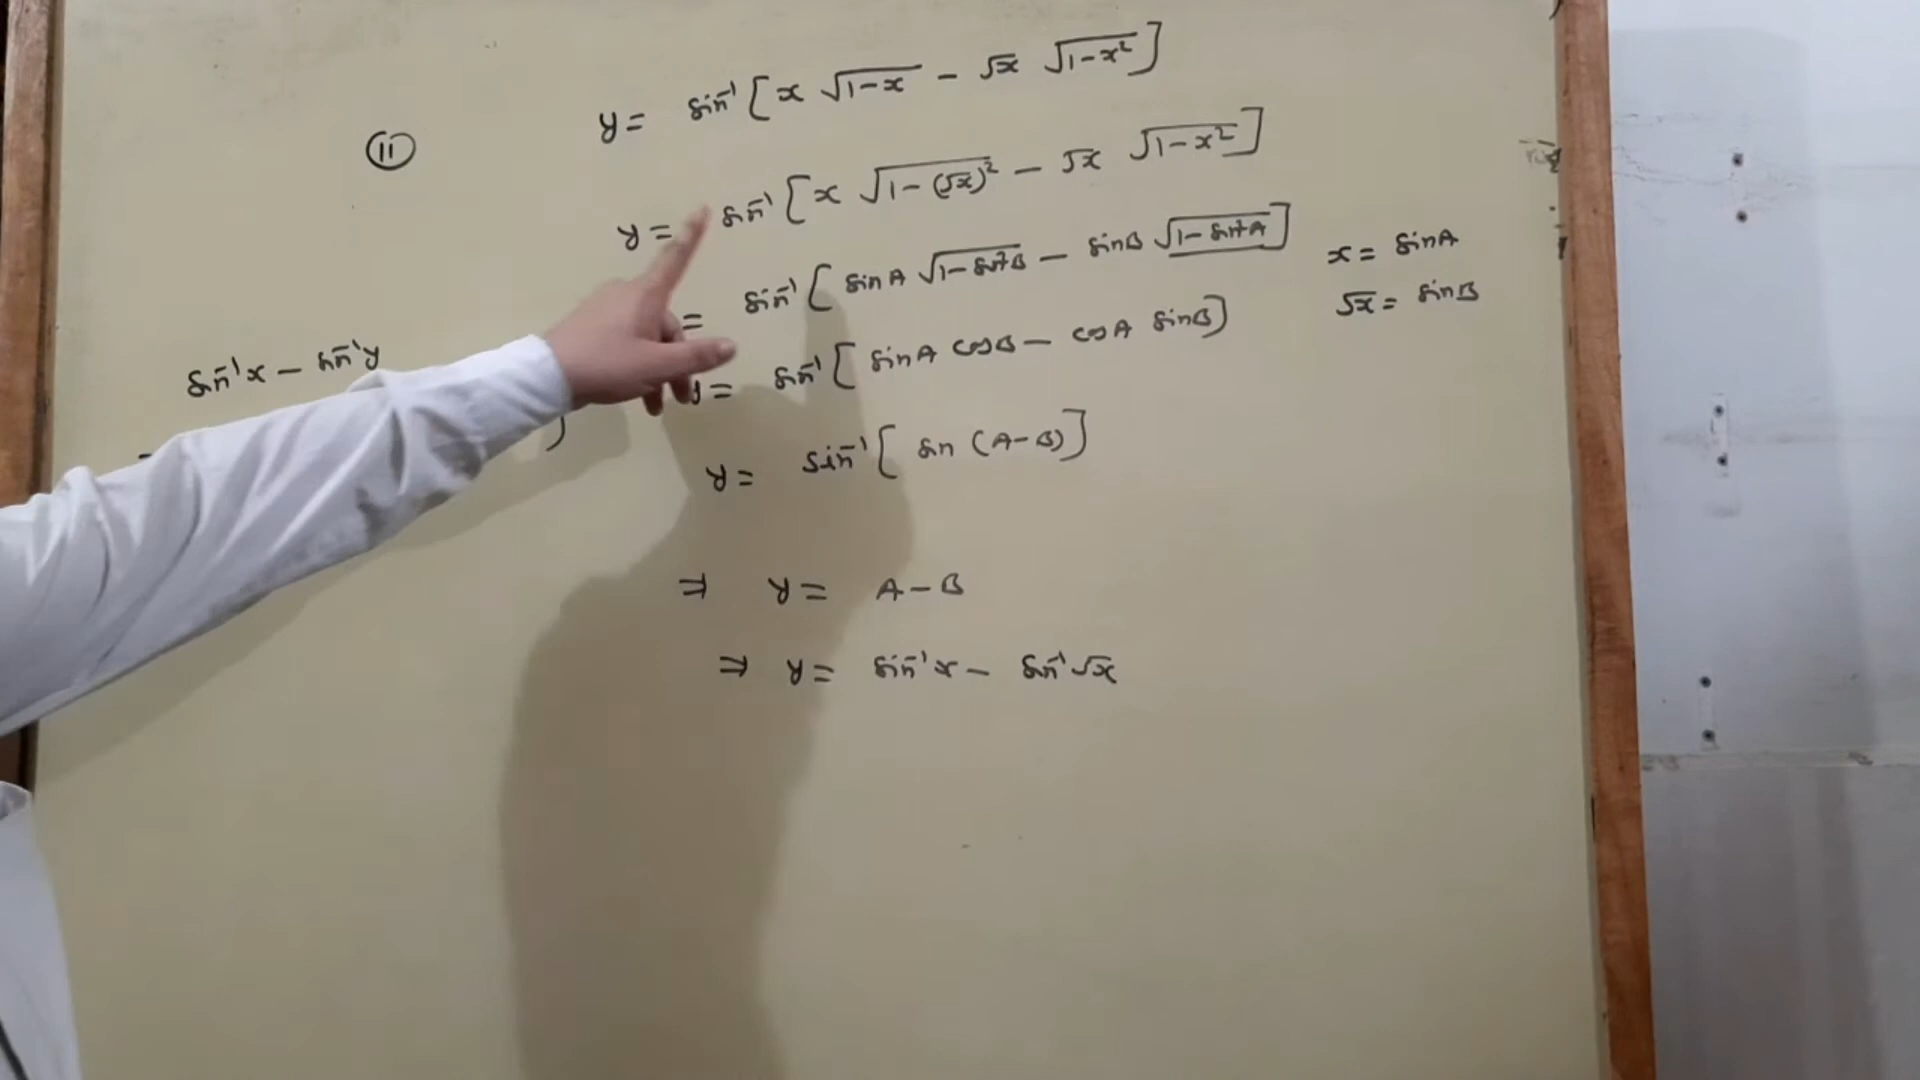 (11) y = sin⁻¹[x √(1-x) - √x √(1-x²)]
y = sin⁻¹[x √(1-(√x)²) - √x √(1-x²)]
= sin⁻¹[sinA √(1-sin²B) - sinB √(1-sin²A)]
x = sinA
√x = sinB
y = sin⁻¹[sinA cosB - cosA sinB]
sin⁻¹x - sin⁻¹y
y = sin⁻¹[sin (A-B)]
⇒ y = A-B
⇒ y = sin⁻¹x - sin⁻¹√x